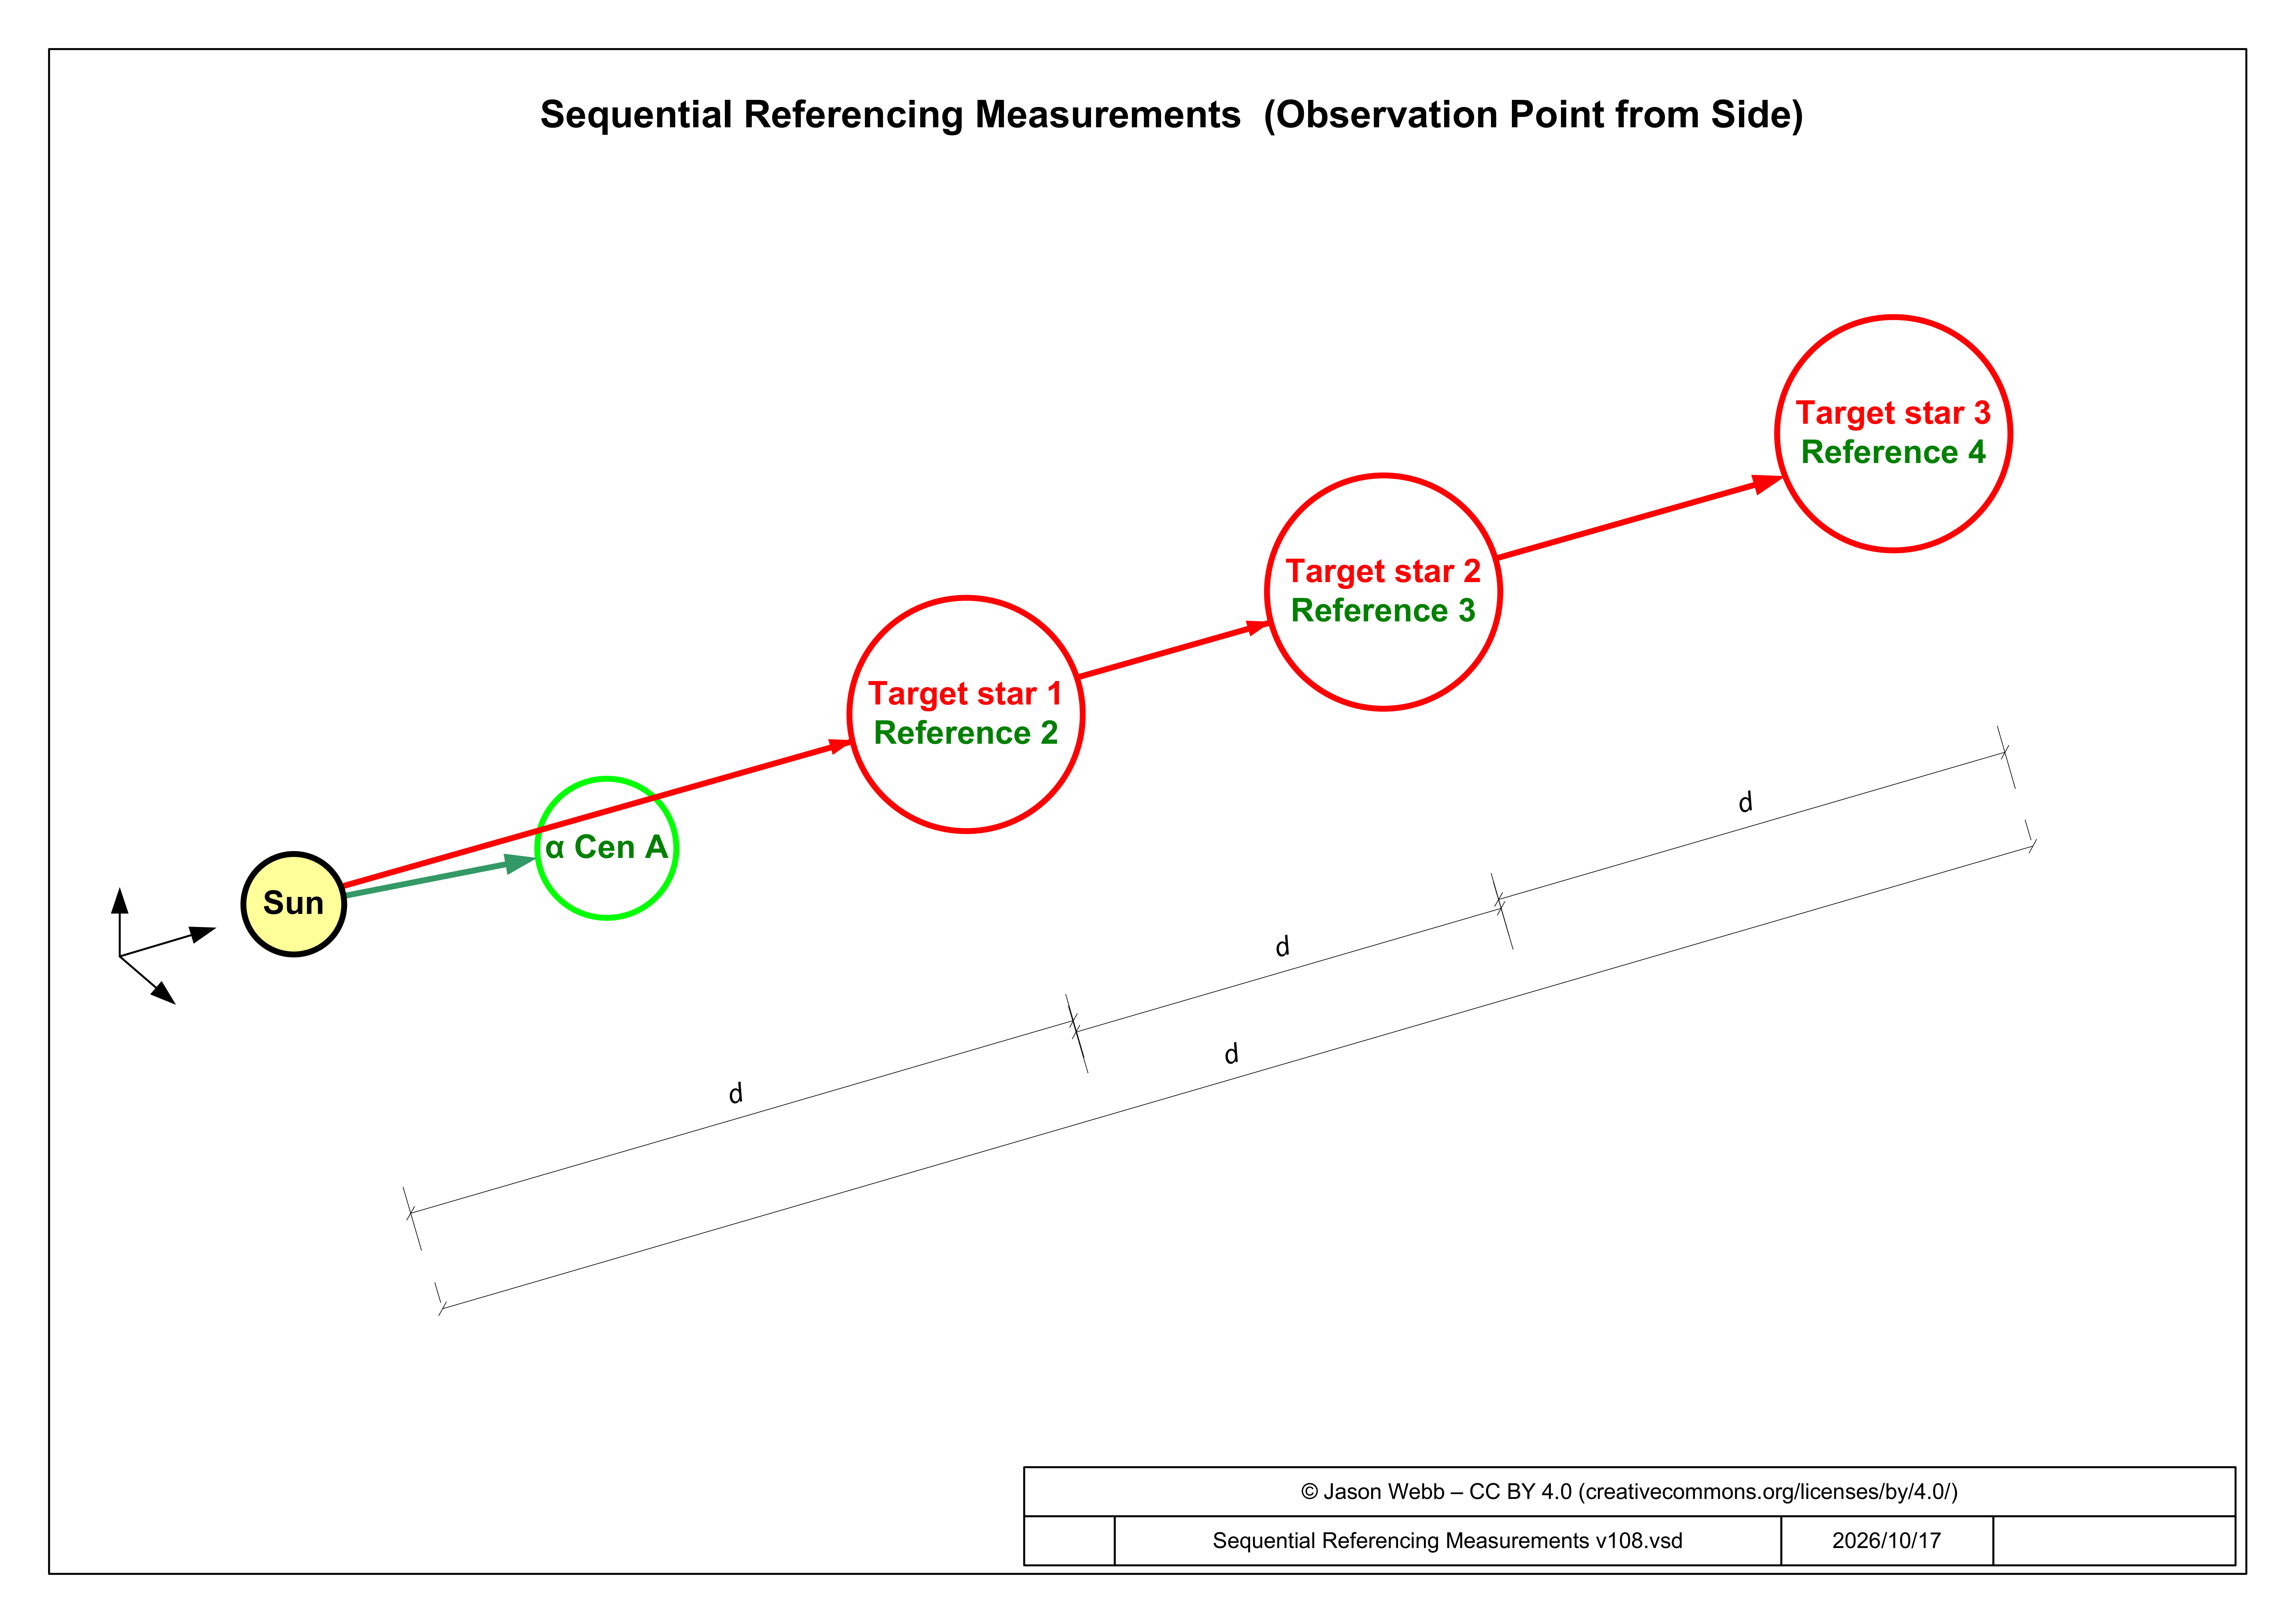 Sequential Referencing Measurements  (Observation Point from Side)
Target star 3
Reference 4
Target star 2
Reference 3
Target star 1
Reference 2
α Cen A
Sun
d
d
d
d
© Jason Webb – CC BY 4.0 (creativecommons.org/licenses/by/4.0/)
Sequential Referencing Measurements v108.vsd
2026/10/17